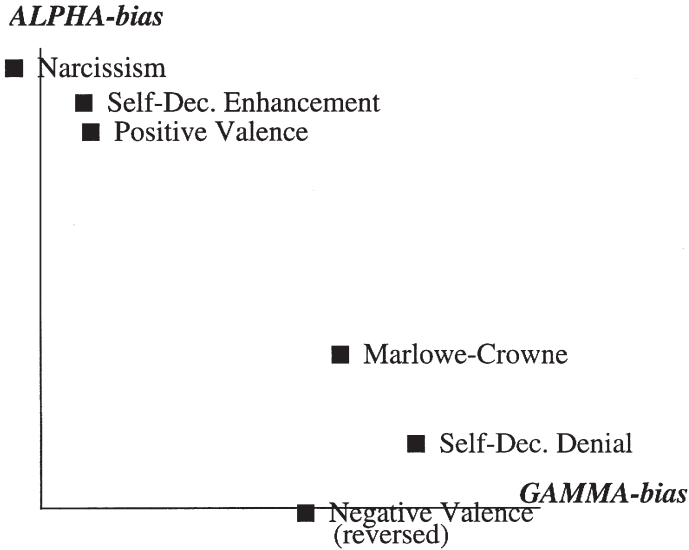 ALPHA-bias
Narcissism
Self-Dec. Enhancement
Positive Valence
Marlowe-Crowne
Self-Dec. Denial
GAMMA-bias
Negative Valence
(reversed)